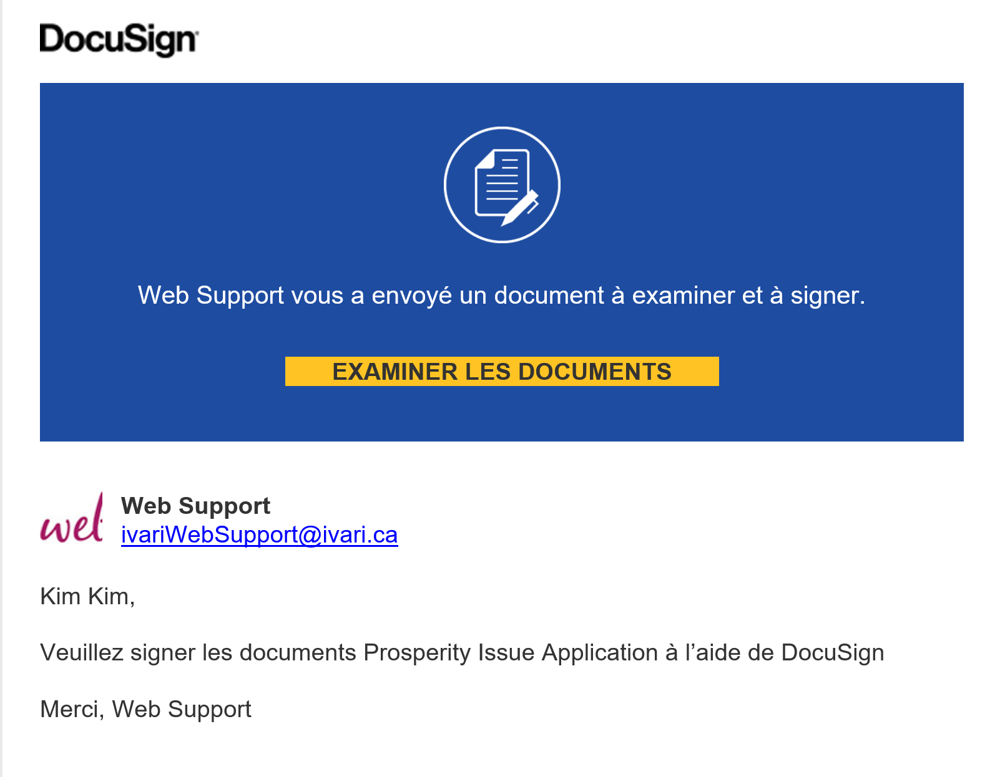 DocuSign
Web Support vous a envoyé un document à examiner et à signer.
EXAMINER LES DOCUMENTS
web
Web Support
ivariWebSupport@ivari.ca
Kim Kim,
Veuillez signer les documents Prosperity Issue Application à l’aide de DocuSign
Merci, Web Support